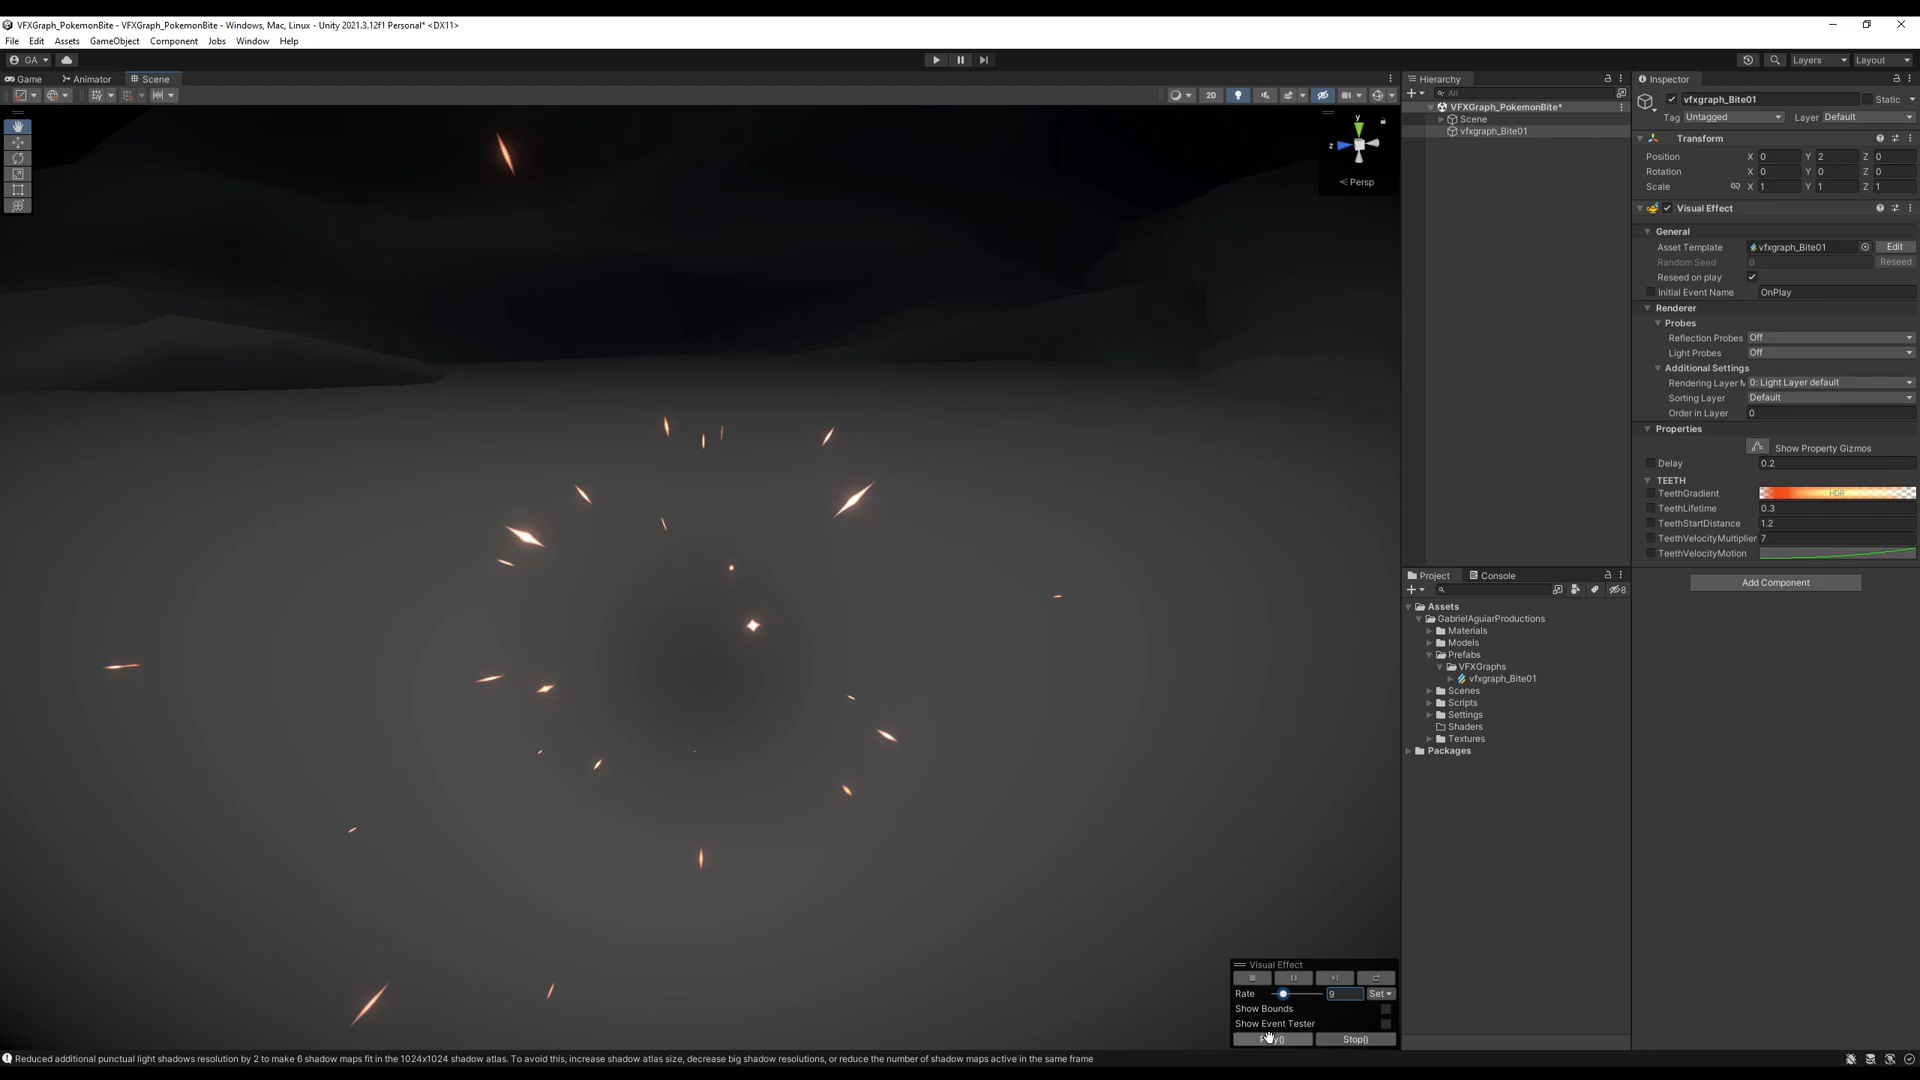 VFXGraph_PokemonBite - VFXGraph_PokemonBite - Windows, Mac, Linux - Unity 2021.3.12f1 Personal* <DX11>
File Edit Assets GameObject Component Jobs Window Help
GA
Layers Layout
Game Animator Scene
2D
y
z
Persp
Hierarchy
All
VFXGraph_PokemonBite*
Scene
vfxgraph_Bite01
Project Console
8
Assets
GabrielAguiarProductions
Materials
Models
Prefabs
VFXGraphs
vfxgraph_Bite01
Scenes
Scripts
Settings
Shaders
Textures
Packages
Inspector
vfxgraph_Bite01 Static
Tag Untagged Layer Default
Transform
Position X 0 Y 2 Z 0
Rotation X 0 Y 0 Z 0
Scale X 1 Y 1 Z 1
Visual Effect
General
Asset Template vfxgraph_Bite01 Edit
Random Seed 0 Reseed
Reseed on play
Initial Event Name OnPlay
Renderer
Probes
Reflection Probes Off
Light Probes Off
Additional Settings
Rendering Layer M 0: Light Layer default
Sorting Layer Default
Order in Layer 0
Properties
Show Property Gizmos
Delay 0.2
TEETH
TeethGradient HDR
TeethLifetime 0.3
TeethStartDistance 1.2
TeethVelocityMultiplier 7
TeethVelocityMotion
Add Component
Visual Effect
Rate 9 Set
Show Bounds
Show Event Tester
Stop()
Reduced additional punctual light shadows resolution by 2 to make 6 shadow maps fit in the 1024x1024 shadow atlas. To avoid this, increase shadow atlas size, decrease big shadow resolutions, or reduce the number of shadow maps active in the same frame